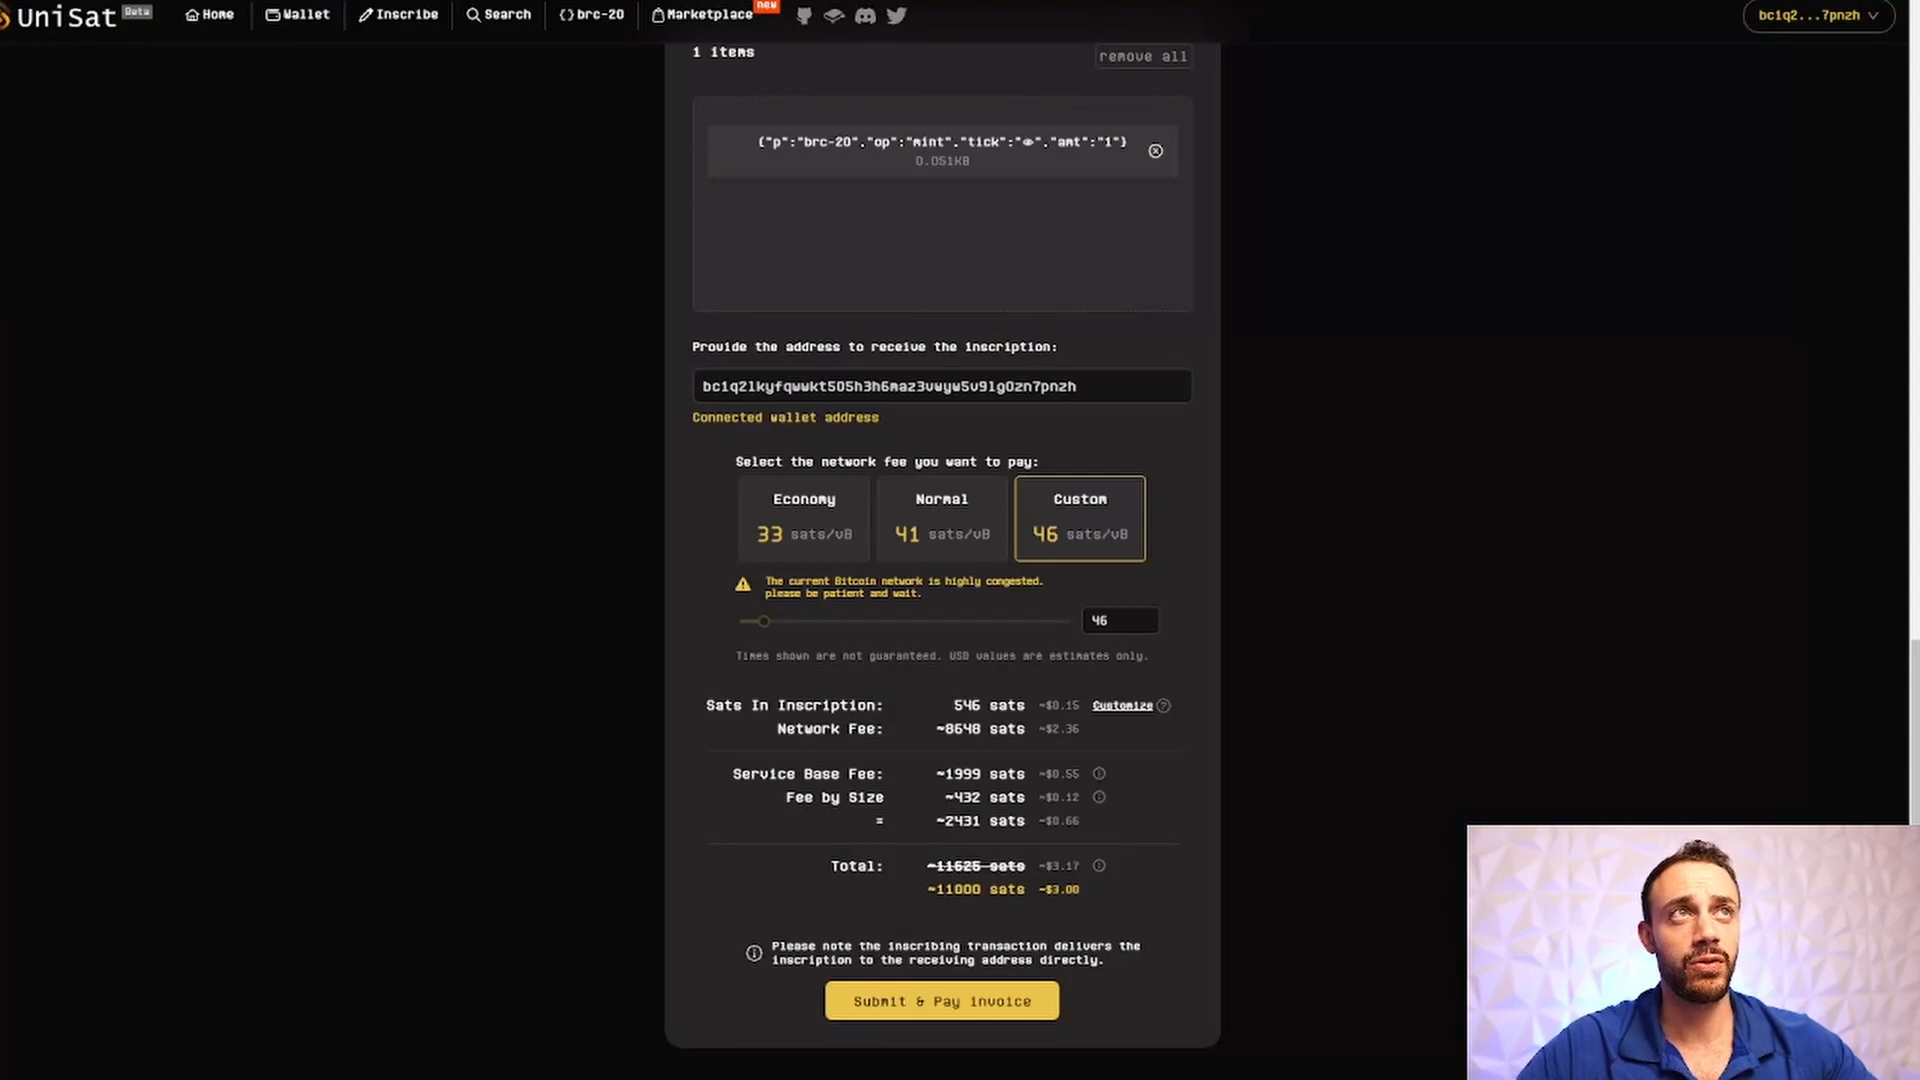 UniSat Beta Home Wallet Inscribe Search brc-20 Marketplace new bc1q2...7pnzh
1 items remove all
{"p":"brc-20","op":"mint","tick":"👁","amt":"1"}
0.051KB
Provide the address to receive the inscription:
bc1q2lkyfqwwkt505h3h6maz3vwyw5v9lg0zn7pnzh
Connected wallet address
Select the network fee you want to pay:
Economy Normal Custom
33 sats/vB 41 sats/vB 46 sats/vB
The current Bitcoin network is highly congested.
please be patient and wait.
46
Times shown are not guaranteed. USD values are estimates only.
Sats In Inscription: 546 sats ~$0.15 Customize ?
Network Fee: ~8648 sats ~$2.36
Service Base Fee: ~1999 sats ~$0.55
Fee by Size ~432 sats ~$0.12
= ~2431 sats ~$0.66
Total: ~11625 sats ~$3.17
~11000 sats ~$3.00
Please note the inscribing transaction delivers the
inscription to the receiving address directly.
Submit & Pay invoice